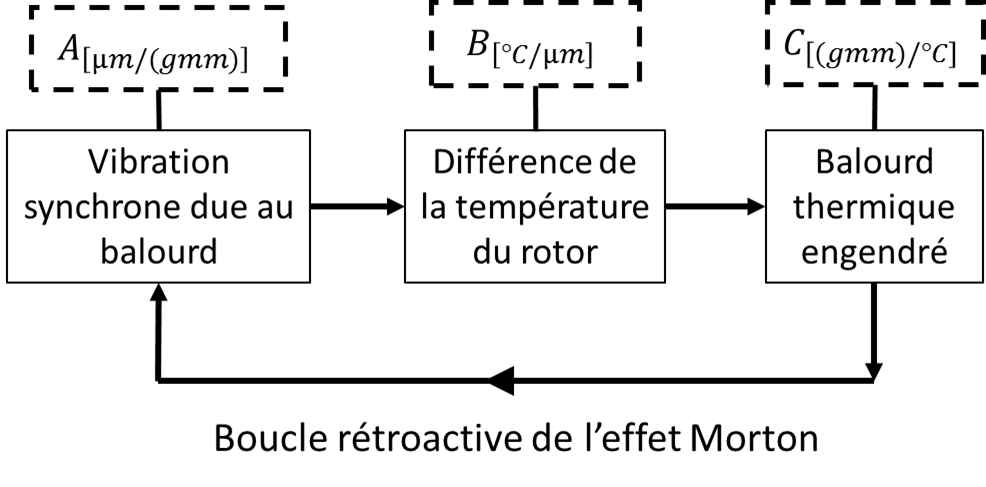 A[μm/(gmm)]
B[°C/μm]
C[(gmm)/°C]
Vibration
synchrone due au
balourd
Différence de
la température
du rotor
Balourd
thermique
engendré
Boucle rétroactive de l’effet Morton